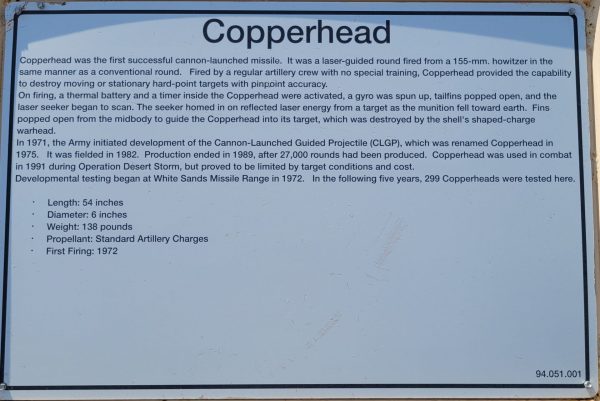 Copperhead
Copperhead was the first successful cannon-launched missile. It was a laser-guided round fired from a 155-mm. howitzer in the
same manner as a conventional round. Fired by a regular artillery crew with no special training, Copperhead provided the capability
to destroy moving or stationary hard-point targets with pinpoint accuracy.
On firing, a thermal battery and a timer inside the Copperhead were activated, a gyro was spun up, tailfins popped open, and the
laser seeker began to scan. The seeker homed in on reflected laser energy from a target as the munition fell toward earth. Fins
popped open from the midbody to guide the Copperhead into its target, which was destroyed by the shell's shaped-charge
warhead.
In 1971, the Army initiated development of the Cannon-Launched Guided Projectile (CLGP), which was renamed Copperhead in
1975. It was fielded in 1982. Production ended in 1989, after 27,000 rounds had been produced. Copperhead was used in combat
in 1991 during Operation Desert Storm, but proved to be limited by target conditions and cost.
Developmental testing began at White Sands Missile Range in 1972. In the following five years, 299 Copperheads were tested here.
· Length: 54 inches
· Diameter: 6 inches
· Weight: 138 pounds
· Propellant: Standard Artillery Charges
· First Firing: 1972
94.051.001